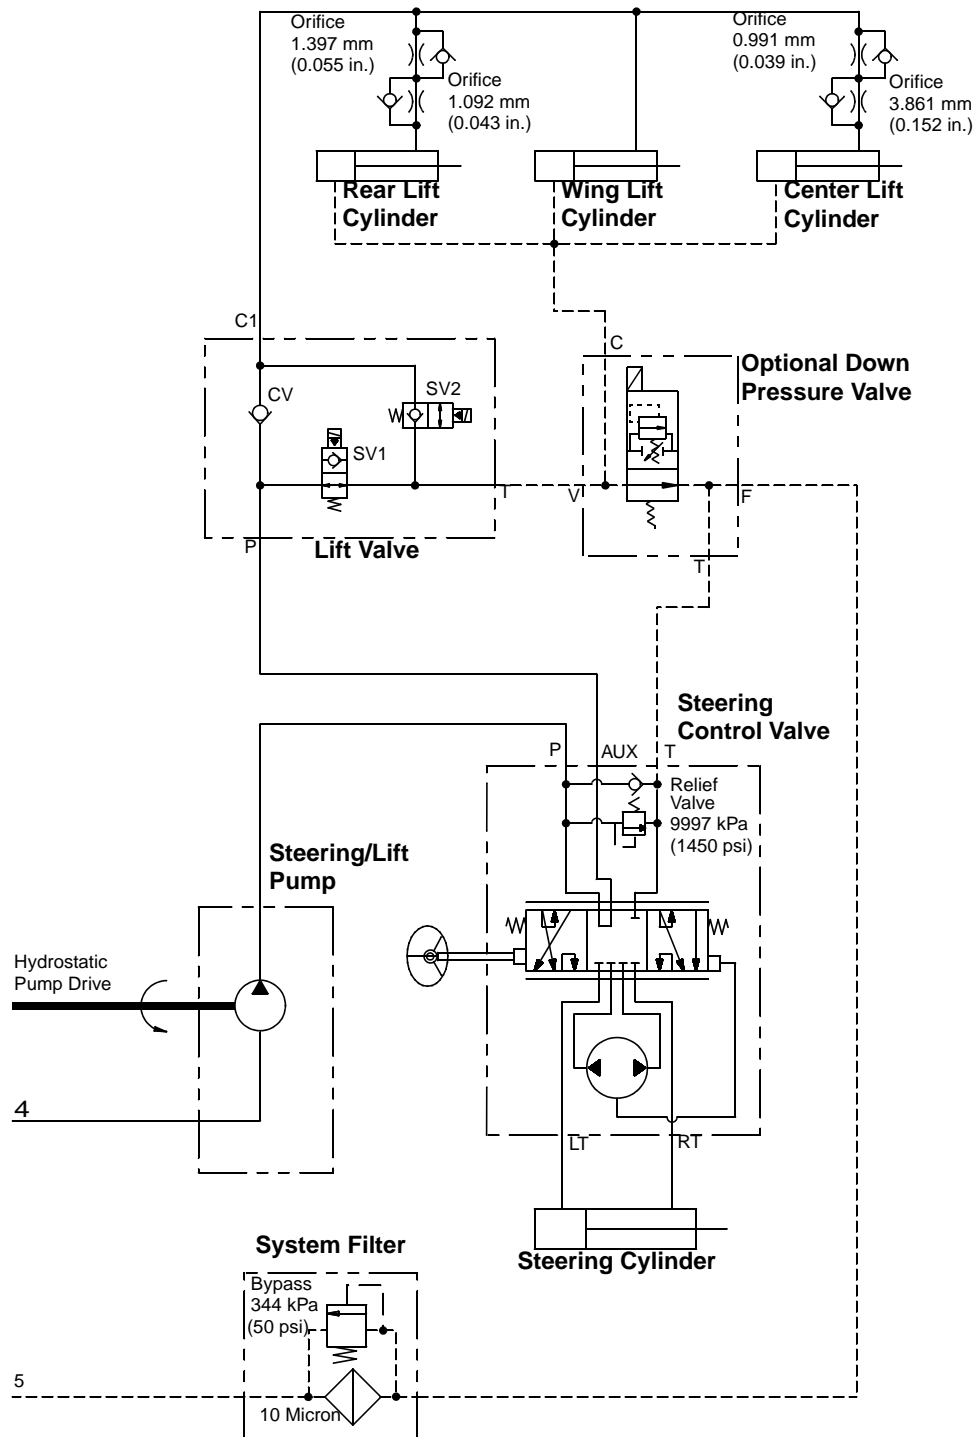 Orifice
1.397 mm
(0.055 in.)
Orifice
1.092 mm
(0.043 in.)
Orifice
0.991 mm
(0.039 in.)
Orifice
3.861 mm
(0.152 in.)
Rear Lift
Cylinder
Wing Lift
Cylinder
Center Lift
Cylinder
C1
CV
SV2
SV1
T
P
Lift Valve
C
V
F
T
Optional Down
Pressure Valve
Steering
Control Valve
P
AUX
T
Relief
Valve
9997 kPa
(1450 psi)
Steering/Lift
Pump
Hydrostatic
Pump Drive
4
LT
RT
Steering Cylinder
System Filter
Bypass
344 kPa
(50 psi)
10 Micron
5